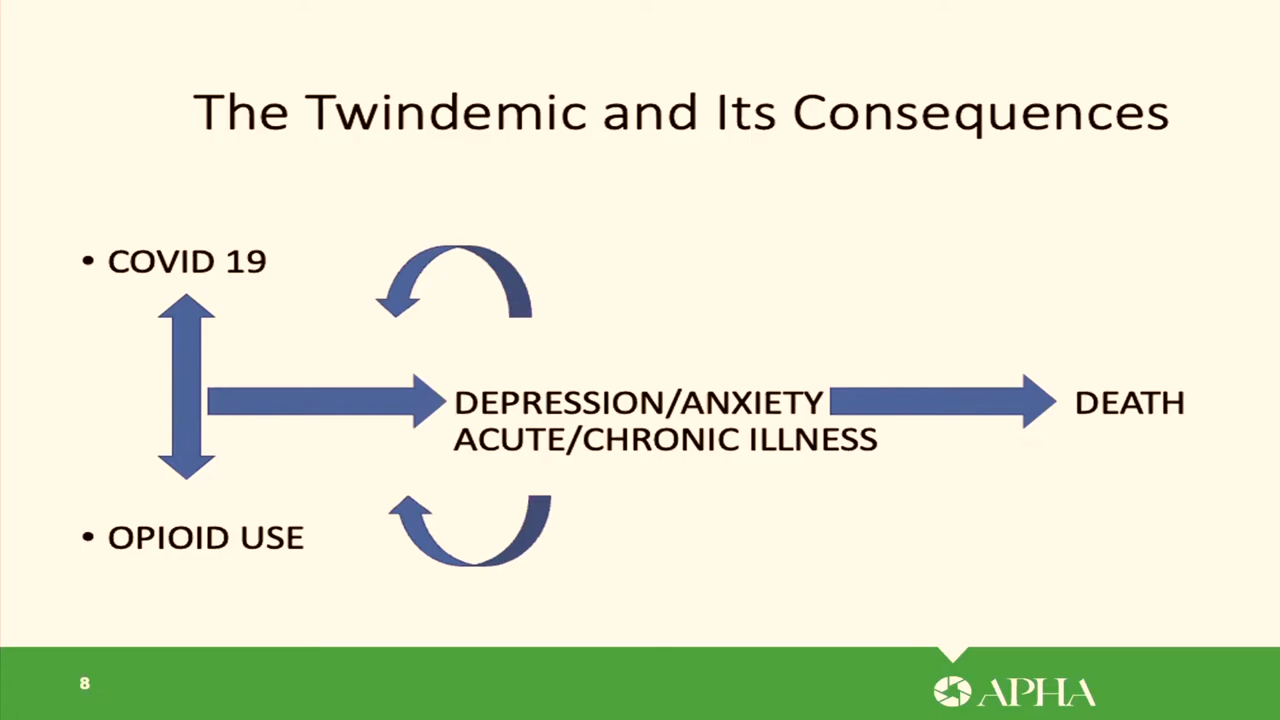 The Twindemic and Its Consequences
• COVID 19
DEPRESSION/ANXIETY
ACUTE/CHRONIC ILLNESS
DEATH
• OPIOID USE
8
APHA